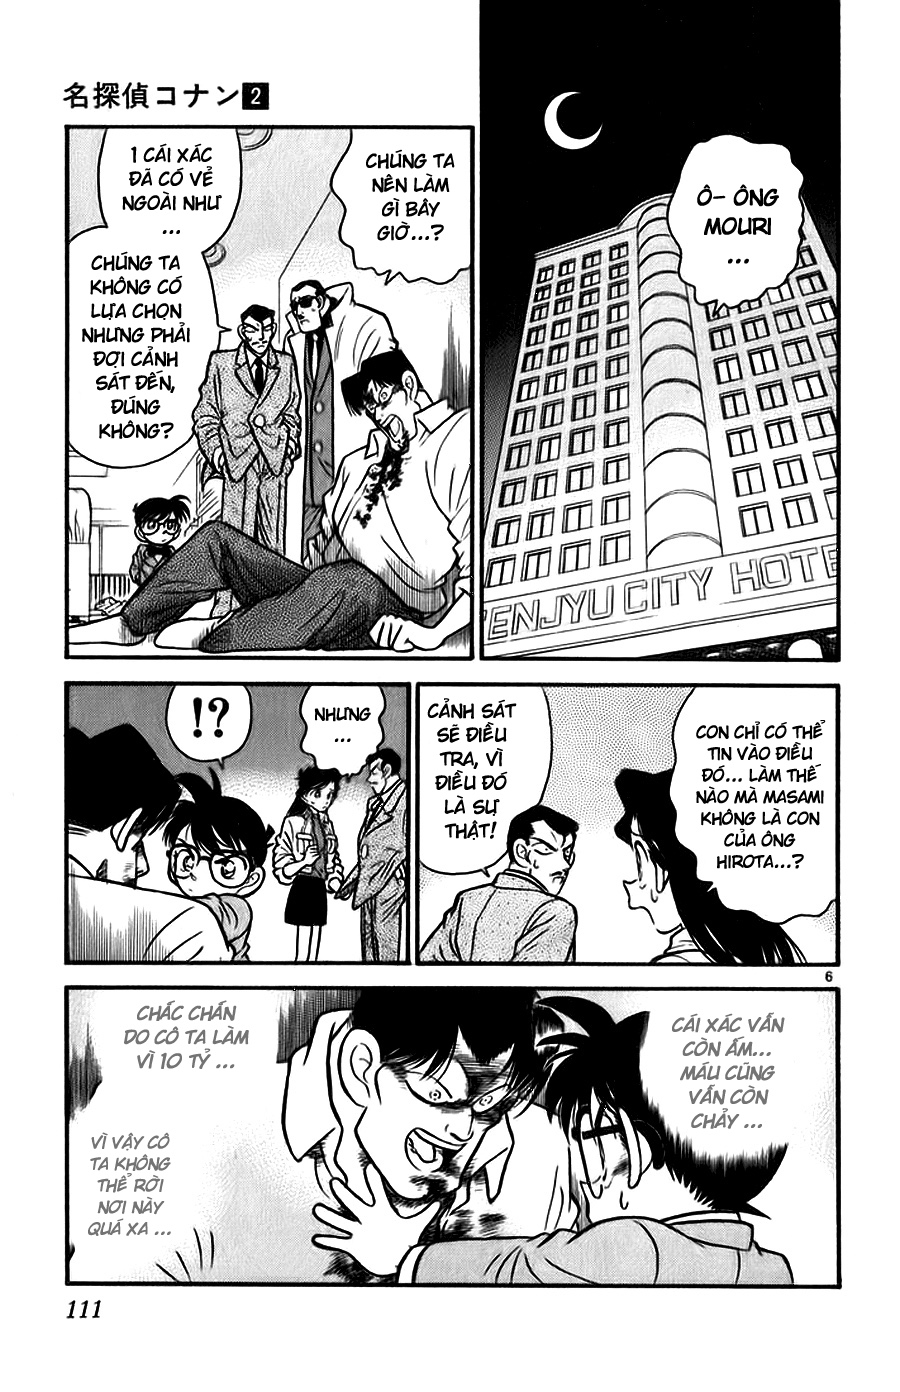 名探偵コナン2
Ô- ÔNG
MOURI
...
ENJYU CITY HOTE
CHÚNG TA
NÊN LÀM
GÌ BÂY
GIỜ...?
1 CÁI XÁC
ĐÃ CÓ VẺ
NGOÀI NHƯ
...
CHÚNG TA
KHÔNG CÓ
LỰA CHỌN
NHƯNG PHẢI
ĐỢI CẢNH
SÁT ĐẾN,
ĐÚNG
KHÔNG?
CON CHỈ CÓ THỂ
TIN VÀO ĐIỀU
ĐÓ... LÀM THẾ
NÀO MÀ MASAMI
KHÔNG LÀ CON
CỦA ÔNG
HIROTA...?
CẢNH SÁT
SẼ ĐIỀU
TRA, VÌ
ĐIỀU ĐÓ
LÀ SỰ
THẬT!
NHƯNG
...
!?
6
CÁI XÁC VẪN
CÒN ẤM...
MÁU CŨNG
VẪN CÒN
CHẢY ...
CHẮC CHẮN
DO CÔ TA LÀM
VÌ 10 TỶ ...
VÌ VẬY CÔ
TA KHÔNG
THỂ RỜI
NƠI NÀY
QUÁ XA ...
111